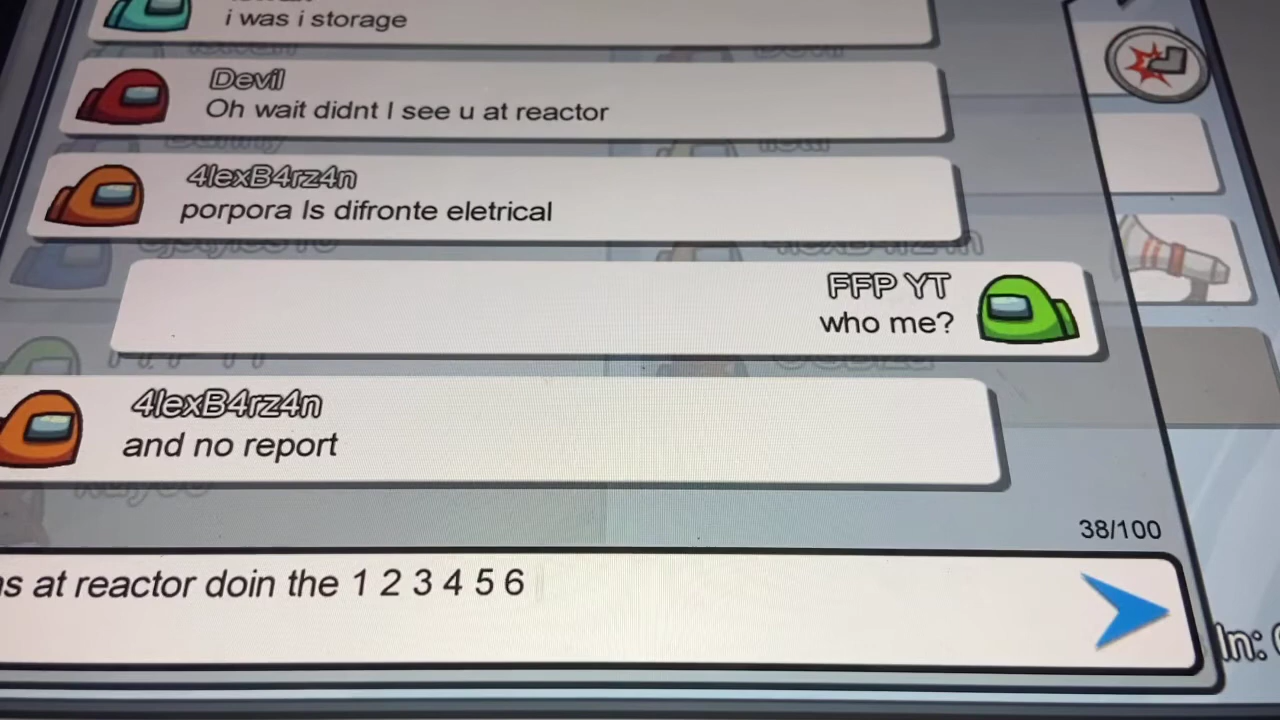 i was i storage
Devil
Oh wait didnt I see u at reactor
4lexB4rz4n
porpora Is difronte eletrical
FFP YT
who me?
4lexB4rz4n
and no report
38/100
at reactor doin the 1 2 3 4 5 6
In: